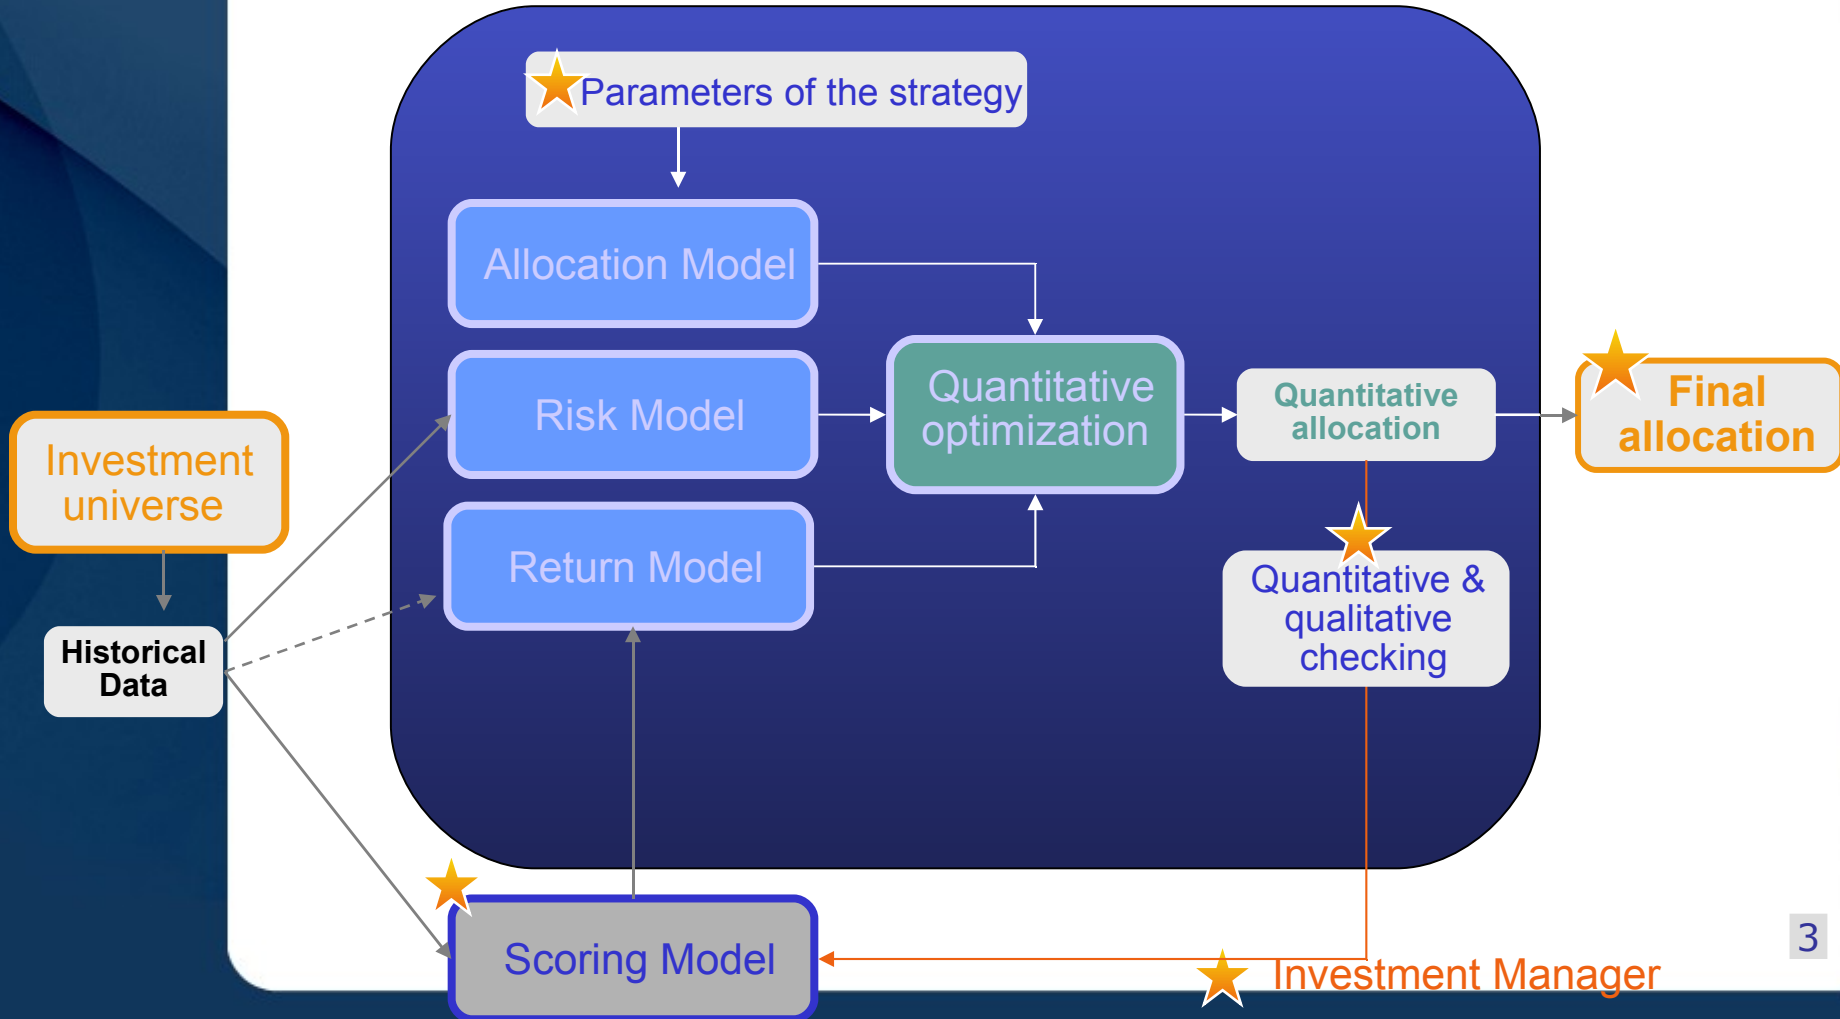 Parameters of the strategy
Allocation Model
Risk Model
Return Model
Quantitative
optimization
Quantitative
allocation
Final
allocation
Investment
universe
Historical
Data
Quantitative &
qualitative
checking
Scoring Model
Investment Manager
3